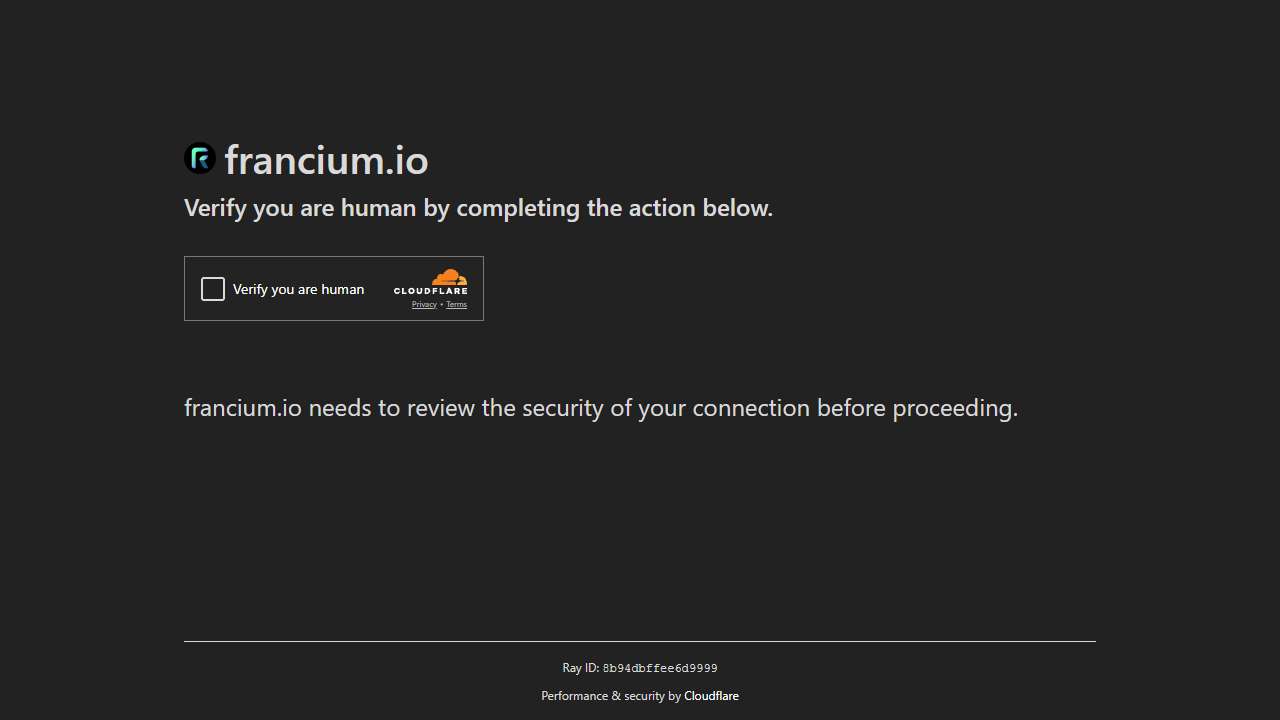 francium.io
Verify you are human by completing the action below.
Verify you are human
CLOUDFLARE
Privacy • Terms
francium.io needs to review the security of your connection before proceeding.
Ray ID: 8b94dbffee6d9999
Performance & security by Cloudflare